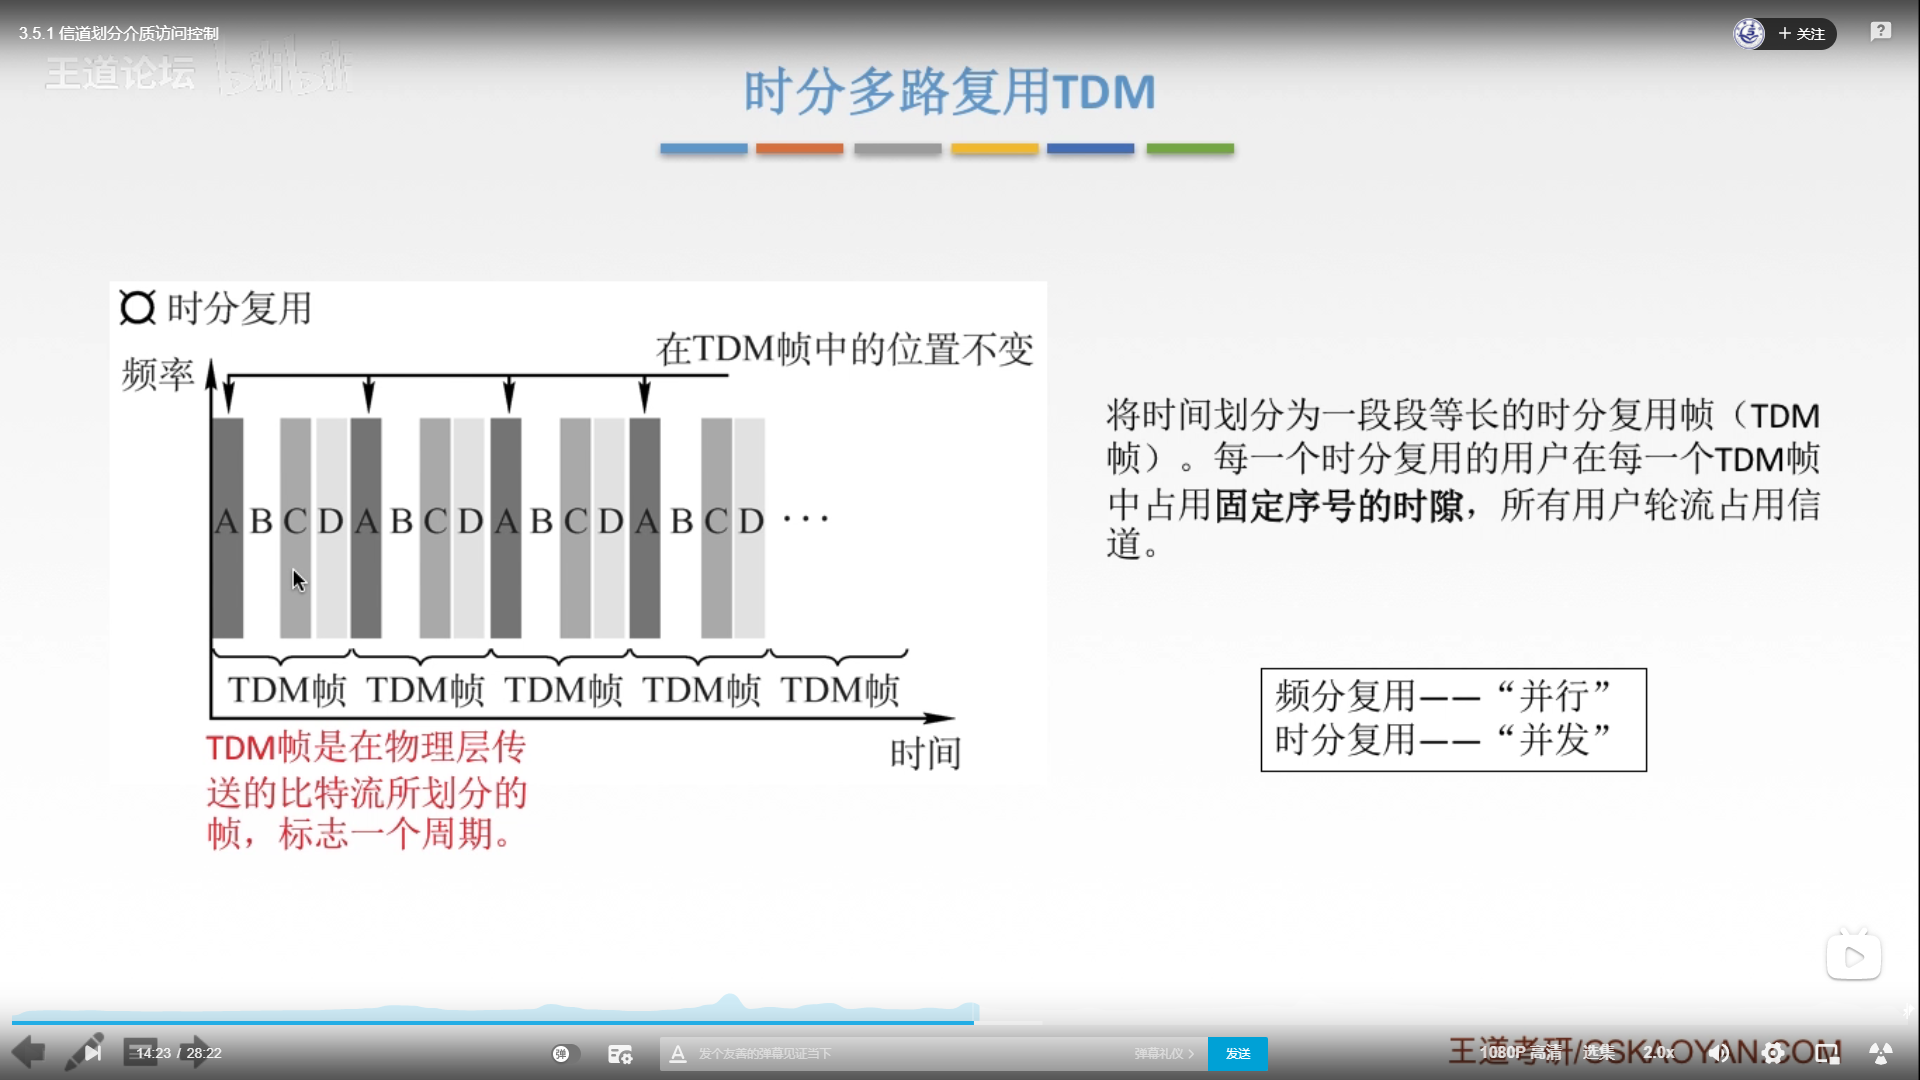 3.5.1 信道划分介质访问控制
关注
王道论坛 bilibili
时分多路复用TDM
时分复用
在TDM帧中的位置不变
频率
A B C D A B C D A B C D A B C D ···
TDM帧 TDM帧 TDM帧 TDM帧 TDM帧
时间
TDM帧是在物理层传
送的比特流所划分的
帧，标志一个周期。
将时间划分为一段段等长的时分复用帧（TDM
帧）。每一个时分复用的用户在每一个TDM帧
中占用固定序号的时隙，所有用户轮流占用信
道。
频分复用——“并行”
时分复用——“并发”
14:23 / 28:22
弹
发个友善的弹幕见证当下
弹幕礼仪
发送
王道考研/CSKAOYAN.COM
1080P 高清
选集
2.0x